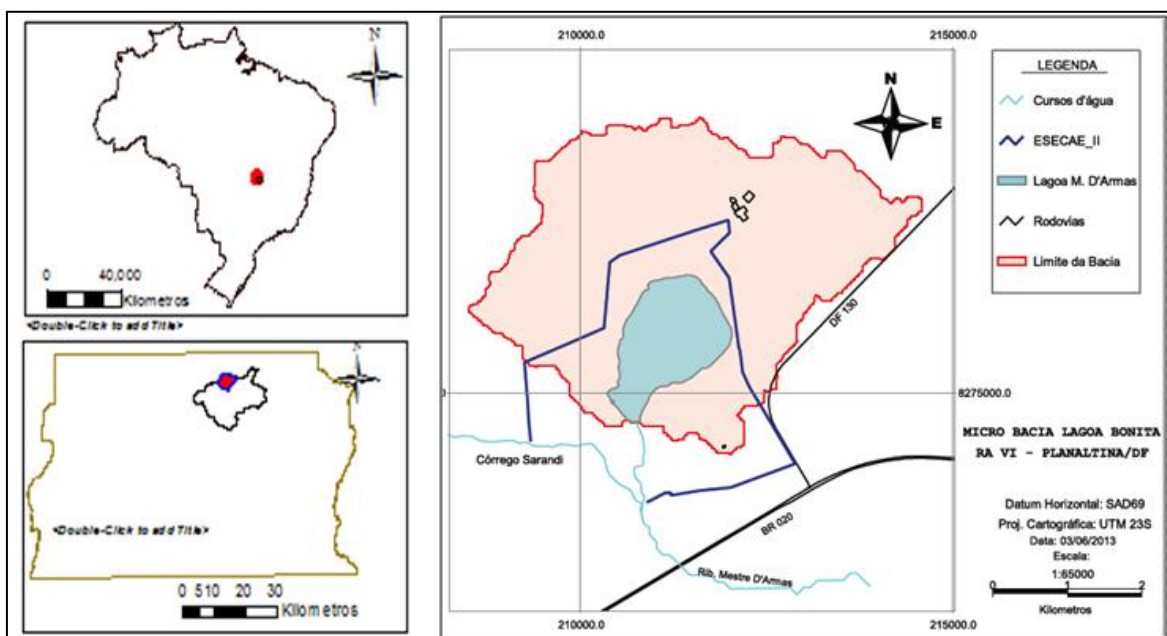 N
0 40,000
Kilometros
<Double-Click to add Title>
N
<Double-Click to add Title>
0 510 20 30
Kilometros
210000.0 215000.0
N
E
DF 130
8275000.0
Córrego Sarandi
BR 020
Rib. Mestre D'Armas
210000.0 215000.0
LEGENDA
Cursos d'água
ESECAE_II
Lagoa M. D'Armas
Rodovias
Limite da Bacia
MICRO BACIA LAGOA BONITA
RA VI - PLANALTINA/DF
Datum Horizontal: SAD69
Proj. Cartográfica: UTM 23S
Data: 03/06/2013
Escala:
1:65000
0 1 2
Kilometros